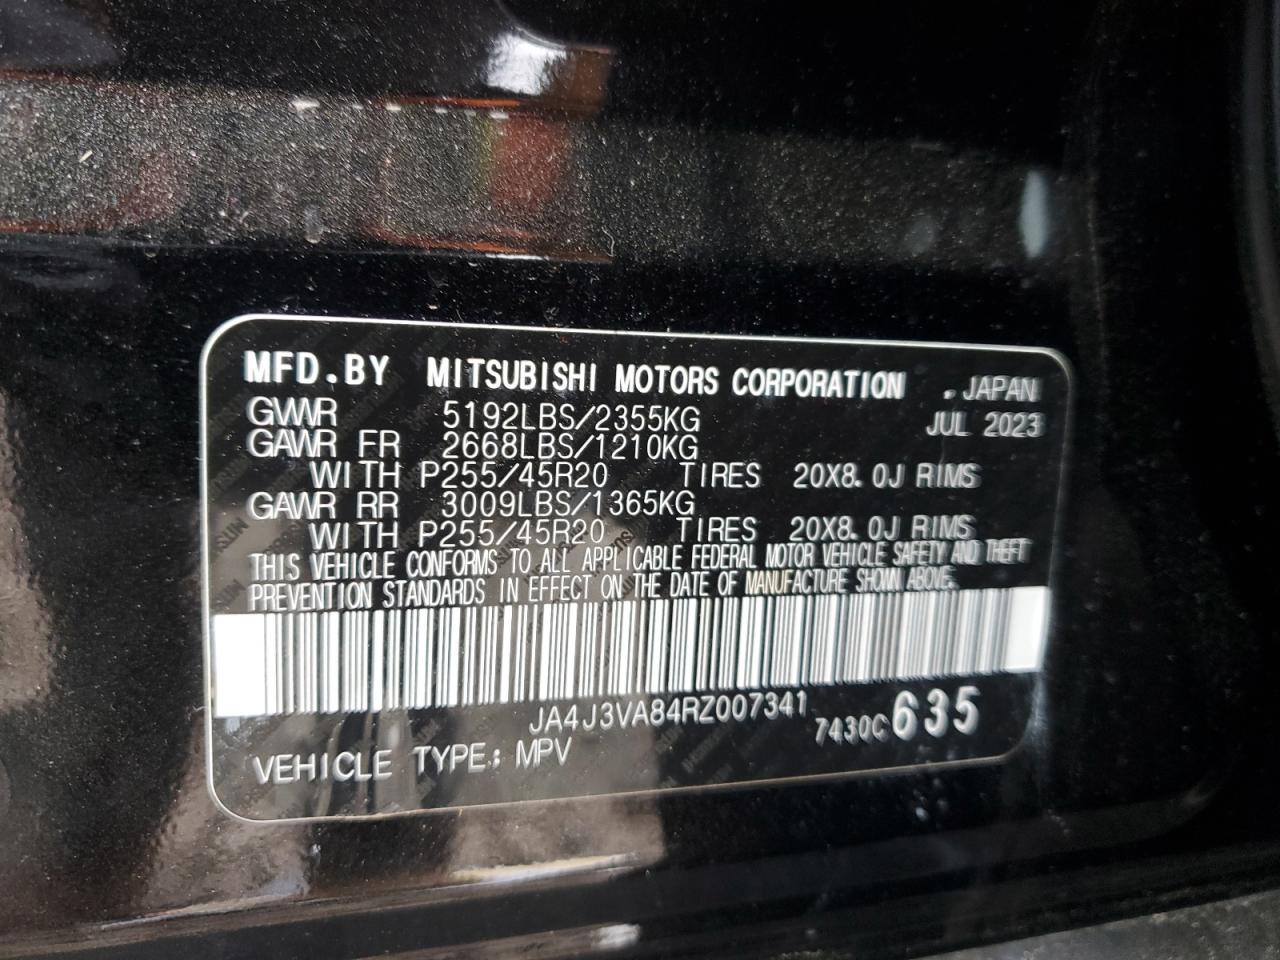 MFD.BY MITSUBISHI MOTORS CORPORATION .JAPAN
GVWR 5192LBS/2355KG JUL 2023
GAWR FR 2668LBS/1210KG
WITH P255/45R20 TIRES 20X8.0J RIMS
GAWR RR 3009LBS/1365KG
WITH P255/45R20 TIRES 20X8.0J RIMS
THIS VEHICLE CONFORMS TO ALL APPLICABLE FEDERAL MOTOR VEHICLE SAFETY AND THEFT
PREVENTION STANDARDS IN EFFECT ON THE DATE OF MANUFACTURE SHOWN ABOVE.
JA4J3VA84RZ007341 7430C635
VEHICLE TYPE: MPV